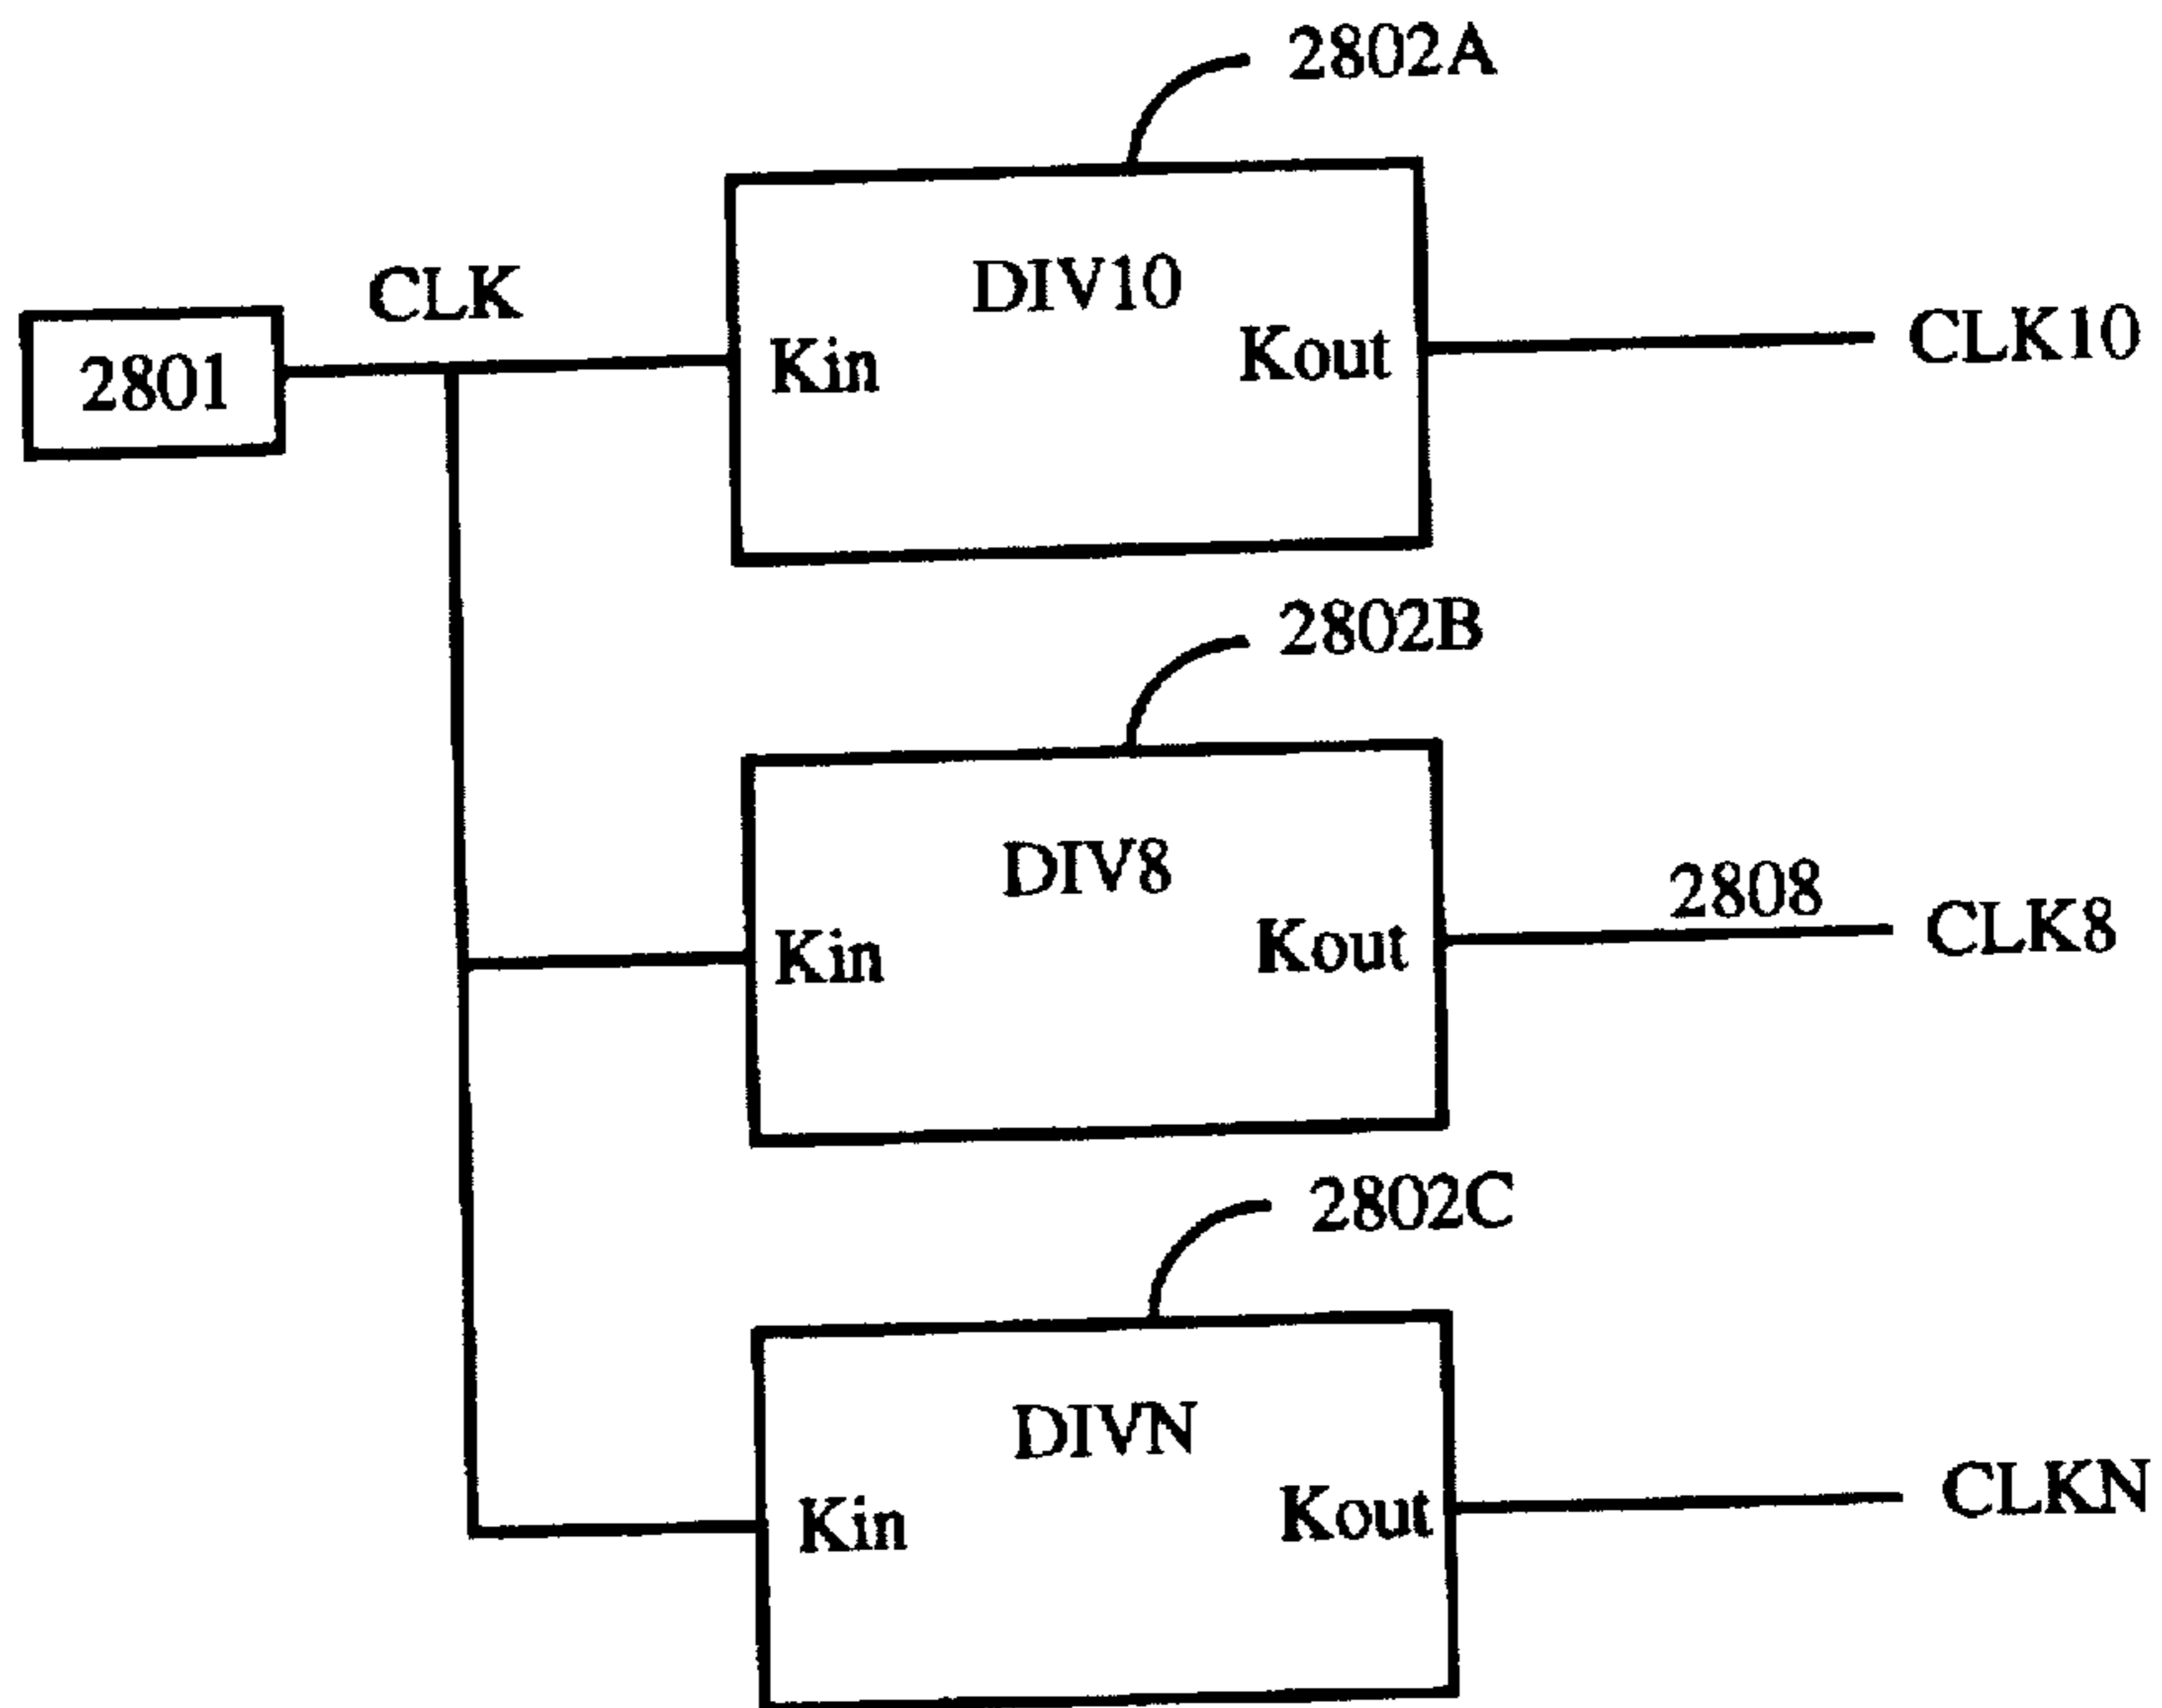 2802A
CLK
DIV10
2801
Kin
Kout
CLK10
2802B
DIV8
2808
Kin
Kout
CLK8
2802C
DIVN
Kin
Kout
CLKN